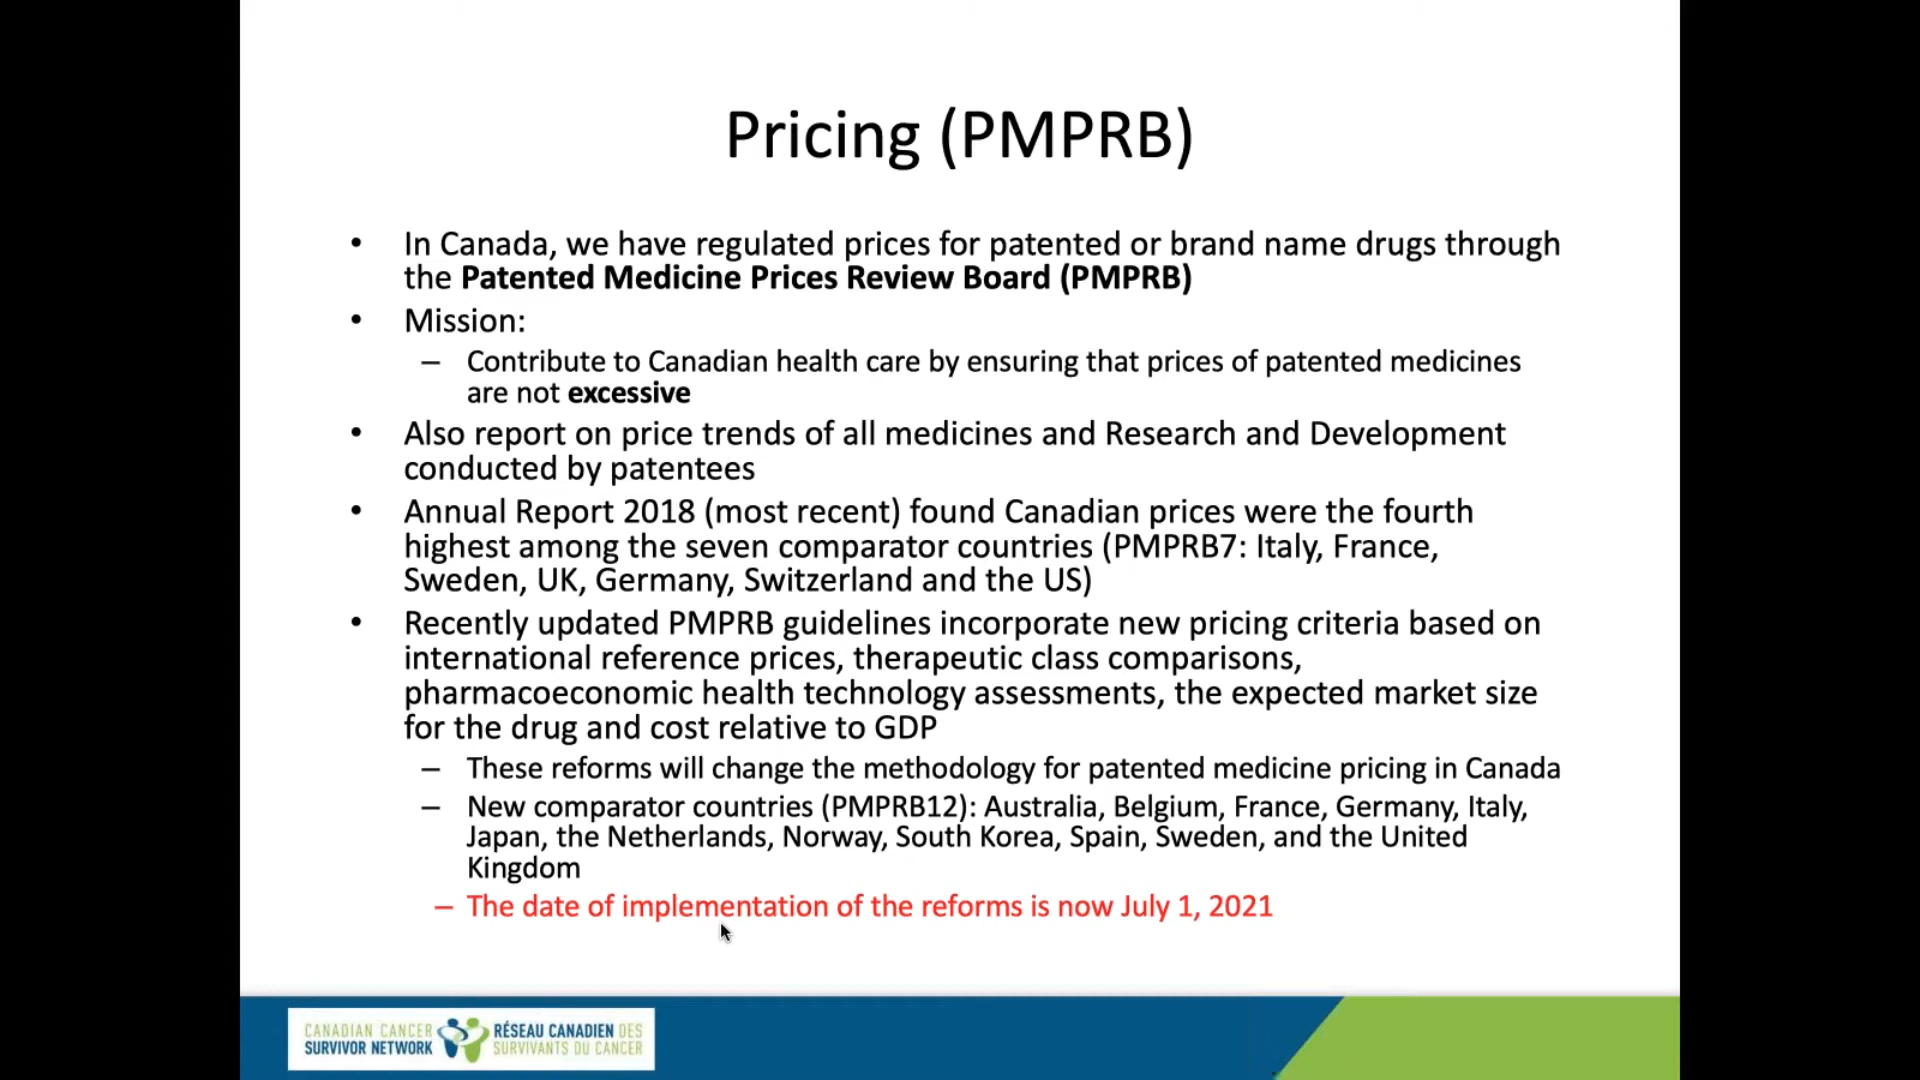 Pricing (PMPRB)
• In Canada, we have regulated prices for patented or brand name drugs through
the Patented Medicine Prices Review Board (PMPRB)
• Mission:
– Contribute to Canadian health care by ensuring that prices of patented medicines
are not excessive
• Also report on price trends of all medicines and Research and Development
conducted by patentees
• Annual Report 2018 (most recent) found Canadian prices were the fourth
highest among the seven comparator countries (PMPRB7: Italy, France,
Sweden, UK, Germany, Switzerland and the US)
• Recently updated PMPRB guidelines incorporate new pricing criteria based on
international reference prices, therapeutic class comparisons,
pharmacoeconomic health technology assessments, the expected market size
for the drug and cost relative to GDP
– These reforms will change the methodology for patented medicine pricing in Canada
– New comparator countries (PMPRB12): Australia, Belgium, France, Germany, Italy,
Japan, the Netherlands, Norway, South Korea, Spain, Sweden, and the United
Kingdom
– The date of implementation of the reforms is now July 1, 2021
CANADIAN CANCER
SURVIVOR NETWORK
RÉSEAU CANADIEN DES
SURVIVANTS DU CANCER